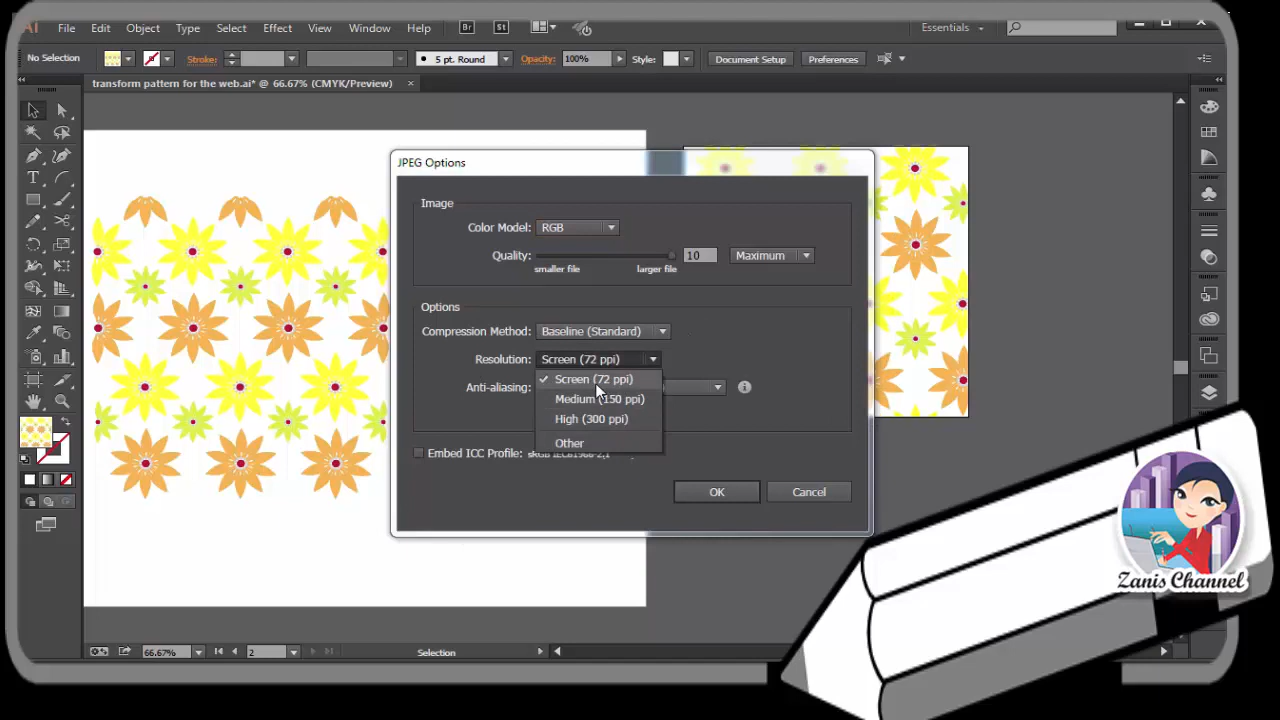 Ai File Edit Object Type Select Effect View Window Help Br St Essentials
No Selection Stroke: 5 pt. Round Opacity: 100% Style: Document Setup Preferences
transform pattern for the web.ai* @ 66.67% (CMYK/Preview)
JPEG Options
Image
Color Model: RGB
Quality: 10 Maximum
smaller file larger file
Options
Compression Method: Baseline (Standard)
Resolution: Screen (72 ppi)
Screen (72 ppi)
Anti-aliasing:
Medium (150 ppi)
High (300 ppi)
Other
Embed ICC Profile:
OK Cancel
Zanis Channel
66.67% 2 Selection